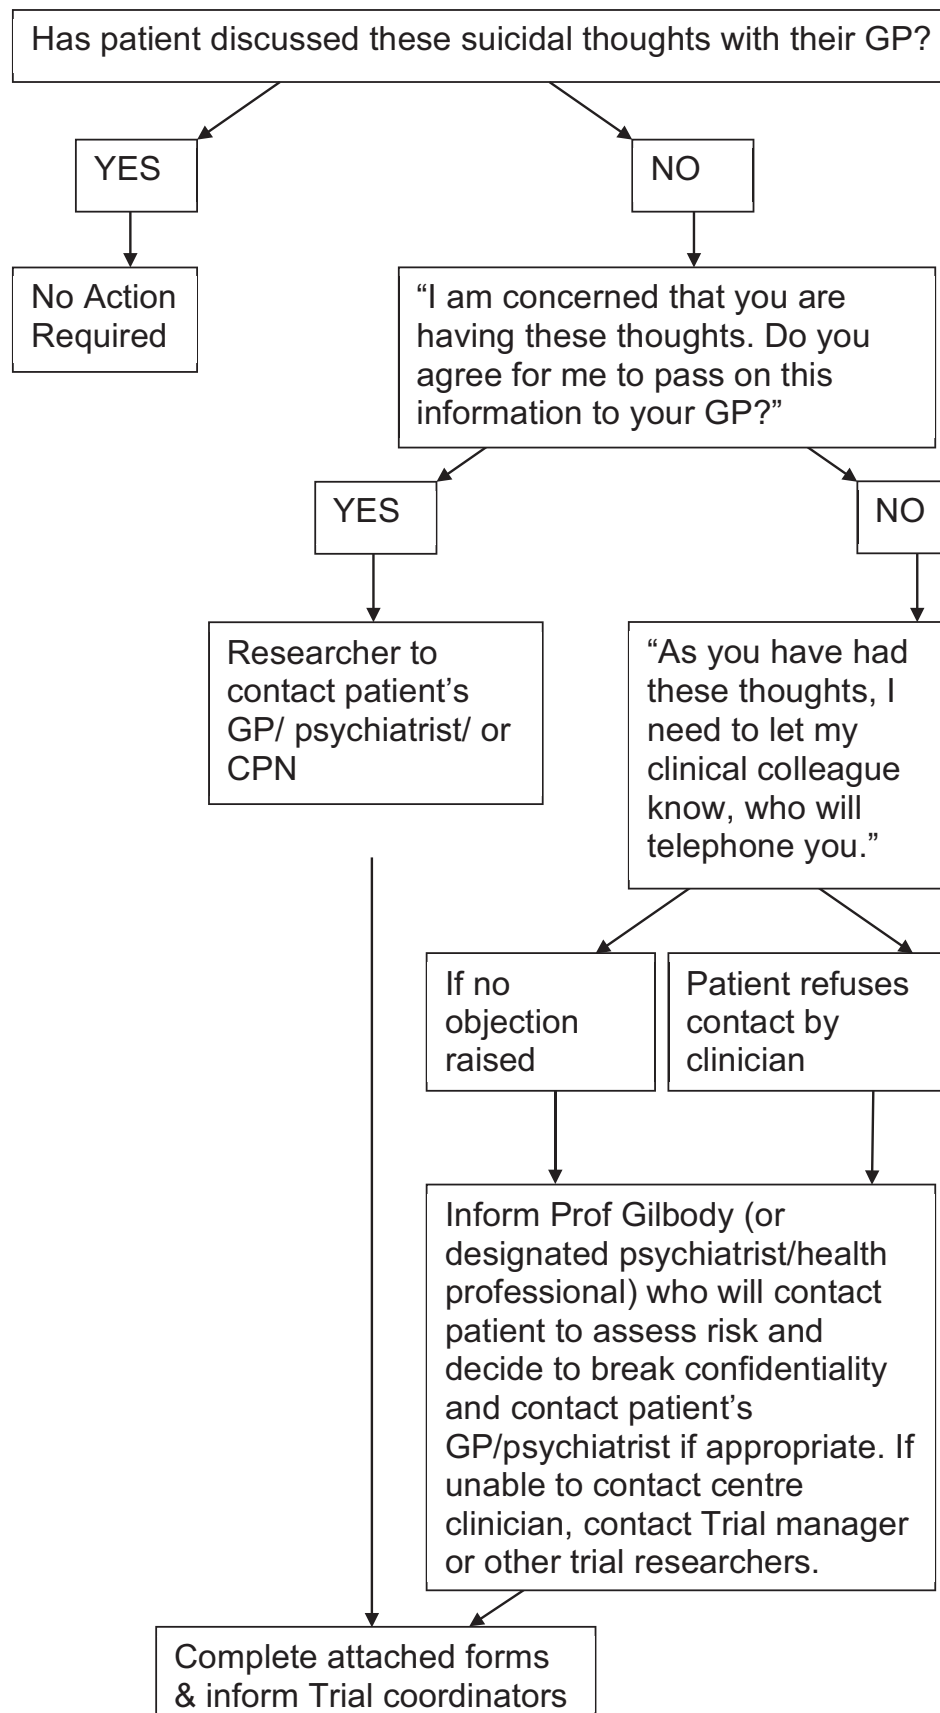 Has patient discussed these suicidal thoughts with their GP?
YES
NO
No Action
Required
“I am concerned that you are
having these thoughts. Do you
agree for me to pass on this
information to your GP?”
YES
NO
Researcher to
contact patient’s
GP/ psychiatrist/ or
CPN
“As you have had
these thoughts, I
need to let my
clinical colleague
know, who will
telephone you.”
If no
objection
raised
Patient refuses
contact by
clinician
Inform Prof Gilbody (or
designated psychiatrist/health
professional) who will contact
patient to assess risk and
decide to break confidentiality
and contact patient’s
GP/psychiatrist if appropriate. If
unable to contact centre
clinician, contact Trial manager
or other trial researchers.
Complete attached forms
& inform Trial coordinators